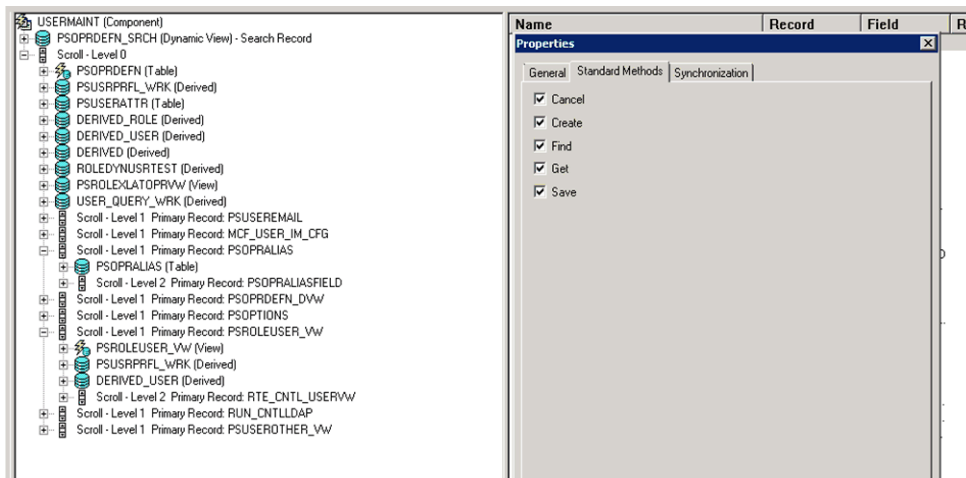 USERMAINT (Component)
PSOPRDEFN_SRCH (Dynamic View) - Search Record
Scroll - Level 0
PSOPRDEFN (Table)
PSUSRPRFL_WRK (Derived)
PSUSERATTR (Table)
DERIVED_ROLE (Derived)
DERIVED_USER (Derived)
DERIVED (Derived)
ROLEDYNUSRTEST (Derived)
PSROLEXLATOPRVW (View)
USER_QUERY_WRK (Derived)
Scroll - Level 1 Primary Record: PSUSEREMAIL
Scroll - Level 1 Primary Record: MCF_USER_IM_CFG
Scroll - Level 1 Primary Record: PSOPRALIAS
PSOPRALIAS (Table)
Scroll - Level 2 Primary Record: PSOPRALIASFIELD
Scroll - Level 1 Primary Record: PSOPRDEFN_DVW
Scroll - Level 1 Primary Record: PSOPTIONS
Scroll - Level 1 Primary Record: PSROLEUSER_VW
PSROLEUSER_VW (View)
PSUSRPRFL_WRK (Derived)
DERIVED_USER (Derived)
Scroll - Level 2 Primary Record: RTE_CNTL_USERVW
Scroll - Level 1 Primary Record: RUN_CNTLLDAP
Scroll - Level 1 Primary Record: PSUSEROTHER_VW
Name Record Field R
Properties
General Standard Methods Synchronization
Cancel
Create
Find
Get
Save